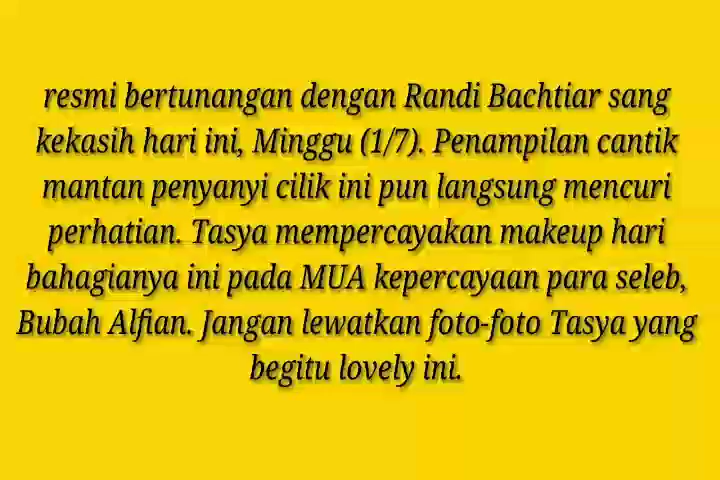 resmi bertunangan dengan Randi Bachtiar sang
kekasih hari ini, Minggu (1/7). Penampilan cantik
mantan penyanyi cilik ini pun langsung mencuri
perhatian. Tasya mempercayakan makeup hari
bahagianya ini pada MUA kepercayaan para seleb,
Bubah Alfian. Jangan lewatkan foto-foto Tasya yang
begitu lovely ini.